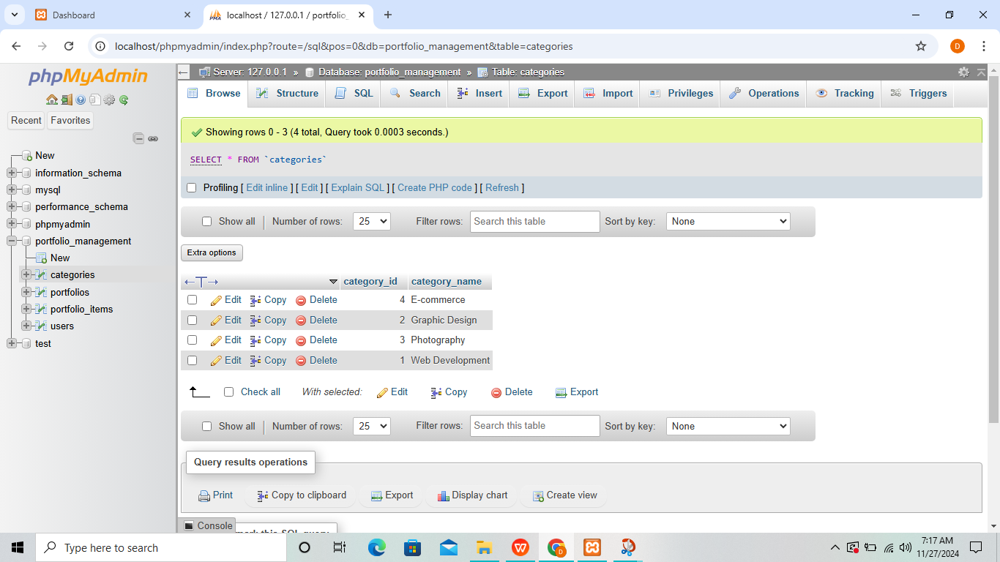 Dashboard
localhost / 127.0.0.1 / portfolio_
localhost/phpmyadmin/index.php?route=/sql&pos=0&db=portfolio_management&table=categories
D
phpMyAdmin
Recent
Favorites
New
information_schema
mysql
performance_schema
phpmyadmin
portfolio_management
New
categories
portfolios
portfolio_items
users
test
Server: 127.0.0.1 » Database: portfolio_management » Table: categories
Browse Structure SQL Search Insert Export Import Privileges Operations Tracking Triggers
Showing rows 0 - 3 (4 total, Query took 0.0003 seconds.)
SELECT * FROM `categories`
Profiling [ Edit inline ] [ Edit ] [ Explain SQL ] [ Create PHP code ] [ Refresh ]
Show all Number of rows: 25 Filter rows: Search this table Sort by key: None
Extra options
←T→ category_id category_name
Edit Copy Delete 4 E-commerce
Edit Copy Delete 2 Graphic Design
Edit Copy Delete 3 Photography
Edit Copy Delete 1 Web Development
Check all With selected: Edit Copy Delete Export
Show all Number of rows: 25 Filter rows: Search this table Sort by key: None
Query results operations
Print Copy to clipboard Export Display chart Create view
Console
Type here to search
7:17 AM
11/27/2024